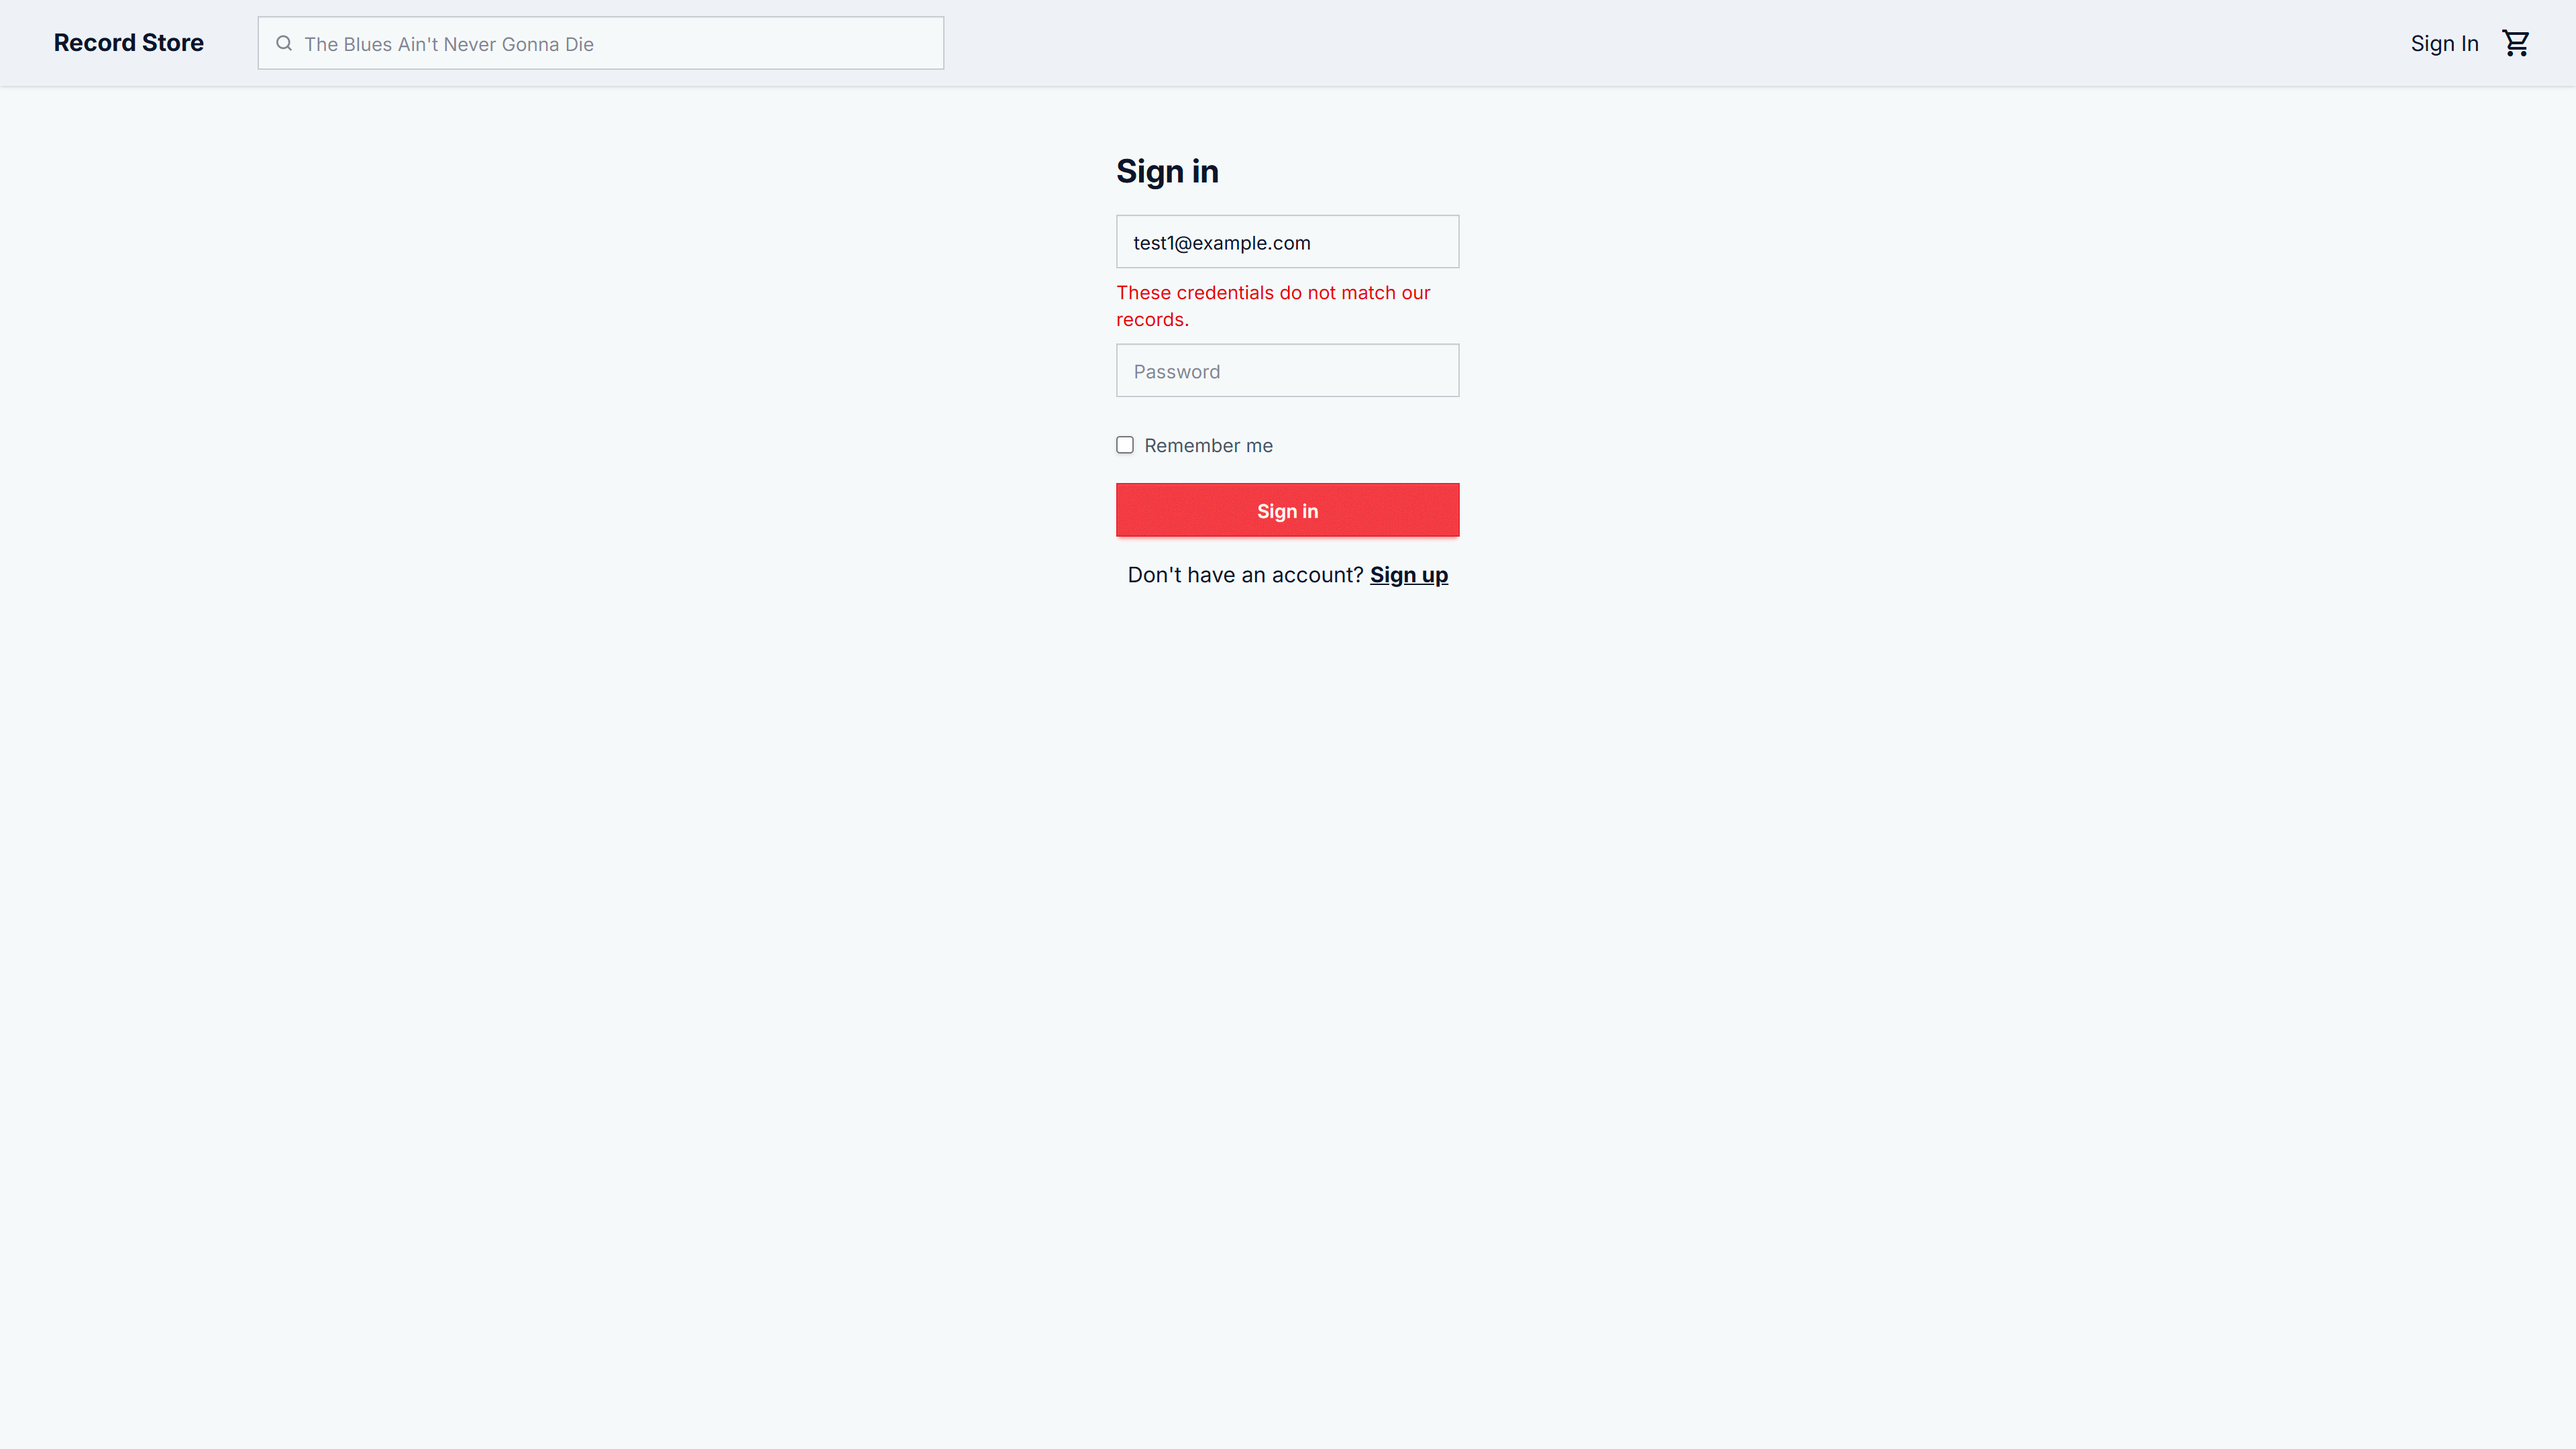 Record Store
The Blues Ain't Never Gonna Die
Sign In
Sign in
test1@example.com
These credentials do not match our
records.
Password
Remember me
Sign in
Don't have an account? Sign up